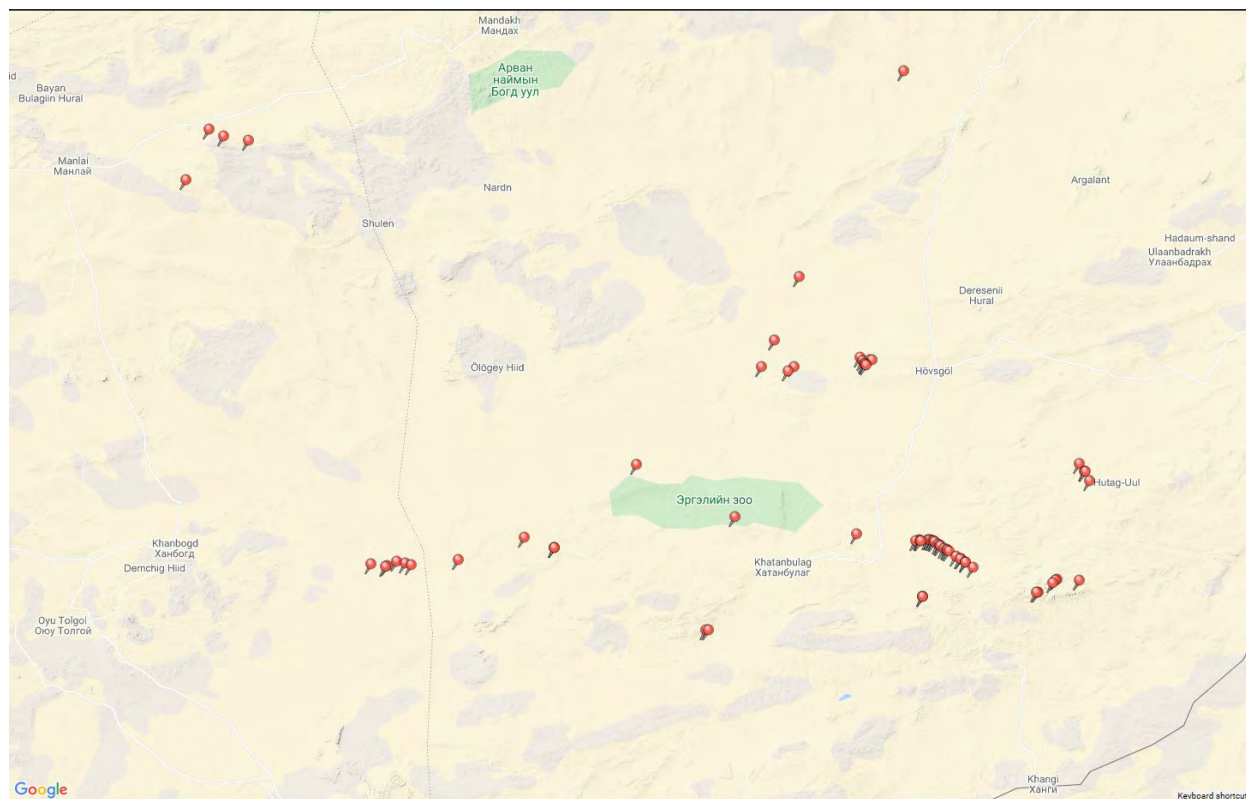 Mandakh
Мандах
Арван
наймын
Богд уул
id
Bayan
Bulagiin Hural
Manlai
Манлай
Nardn
Argalant
Shulen
Hadaum-shand
Ulaanbadrakh
Улаанбадрах
Deresenii
Hural
Ölögey Hiid
Hövsgöl
Hutag-Uul
Эргэлийн зоо
Khanbogd
Ханбогд
Demchig Hiid
Khatanbulag
Хатанбулаг
Oyu Tolgoi
Оюу Толгой
Khangi
Ханги
Google
Keyboard shortcut